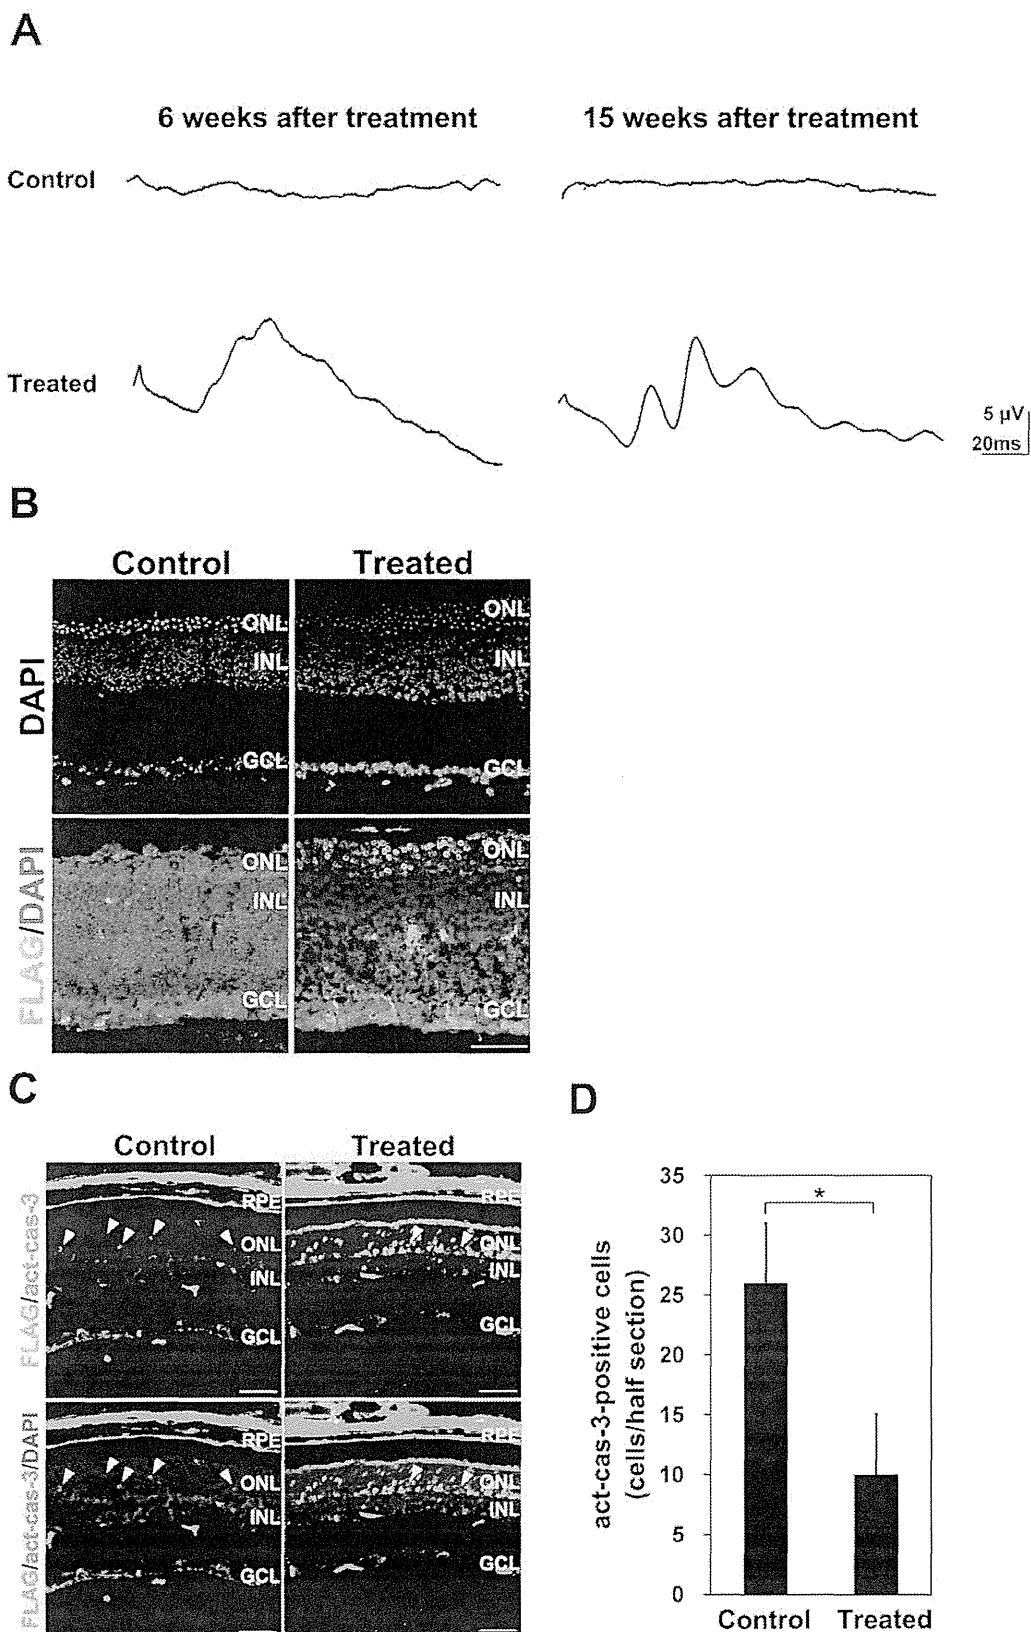 A
6 weeks after treatment
15 weeks after treatment
Control
Treated
5 µV
20ms
B
Control
Treated
DAPI
ONL
INL
GCL
ONL
INL
GCL
FLAG/DAPI
ONL
INL
GCL
ONL
INL
GCL
C
Control
Treated
FLAG/act-cas-3
RPE
ONL
INL
GCL
RPE
ONL
INL
GCL
FLAG/act-cas-3/DAPI
RPE
ONL
INL
GCL
RPE
ONL
INL
GCL
D
act-cas-3-positive cells
(cells/half section)
35
30
25
20
15
10
5
0
*
Control
Treated